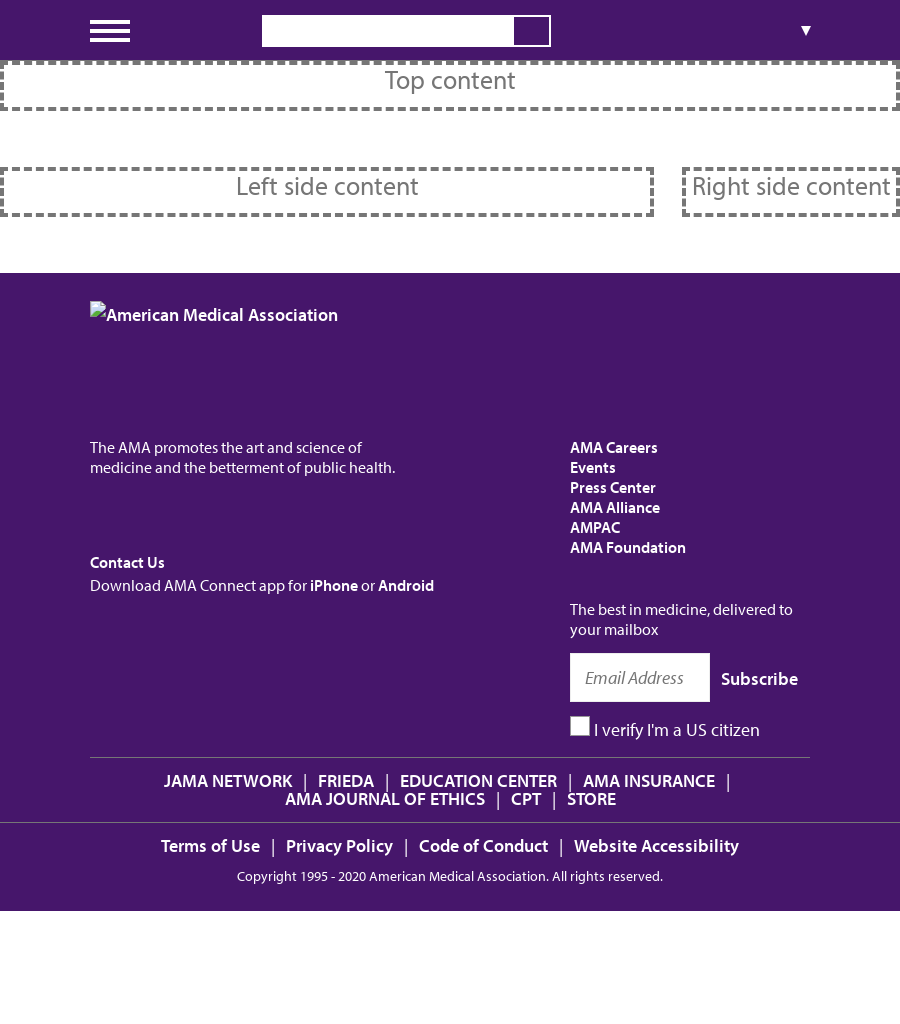 ▼
Top content
Left side content
Right side content
American Medical Association
The AMA promotes the art and science of
medicine and the betterment of public health.
Contact Us
Download AMA Connect app for iPhone or Android
AMA Careers
Events
Press Center
AMA Alliance
AMPAC
AMA Foundation
The best in medicine, delivered to
your mailbox
Email Address
Subscribe
I verify I'm a US citizen
JAMA NETWORK | FRIEDA | EDUCATION CENTER | AMA INSURANCE |
AMA JOURNAL OF ETHICS | CPT | STORE
Terms of Use | Privacy Policy | Code of Conduct | Website Accessibility
Copyright 1995 - 2020 American Medical Association. All rights reserved.